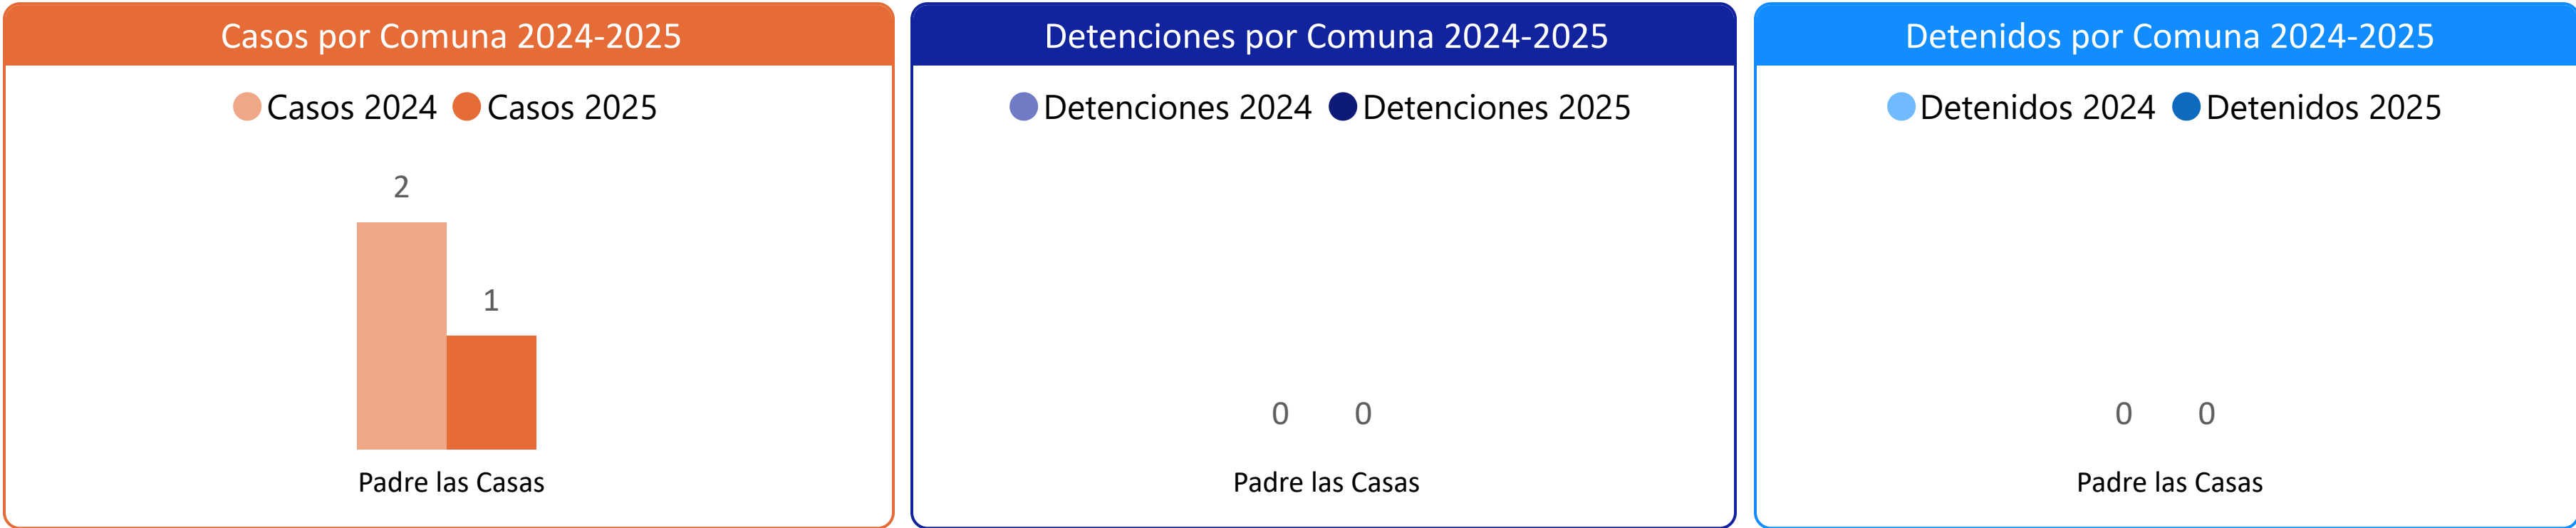 Casos por Comuna 2024-2025
Casos 2024 Casos 2025
2
1
Padre las Casas
Detenciones por Comuna 2024-2025
Detenciones 2024 Detenciones 2025
0 0
Padre las Casas
Detenidos por Comuna 2024-2025
Detenidos 2024 Detenidos 2025
0 0
Padre las Casas